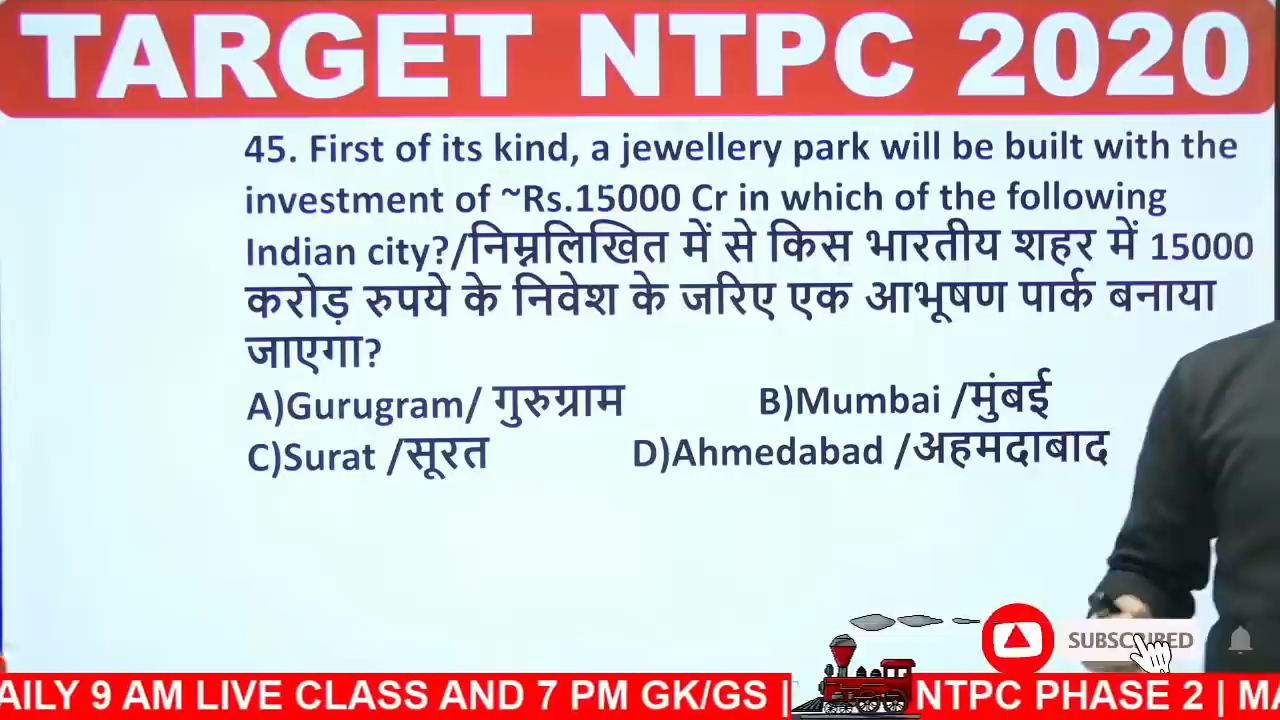 TARGET NTPC 2020
45. First of its kind, a jewellery park will be built with the
investment of ~Rs.15000 Cr in which of the following
Indian city?/निम्नलिखित में से किस भारतीय शहर में 15000
करोड़ रुपये के निवेश के जरिए एक आभूषण पार्क बनाया
जाएगा?
A)Gurugram/ गुरुग्राम B)Mumbai /मुंबई
C)Surat /सूरत D)Ahmedabad /अहमदाबाद
SUBSCRIBED
AILY 9 AM LIVE CLASS AND 7 PM GK/GS | NTPC PHASE 2 | MA